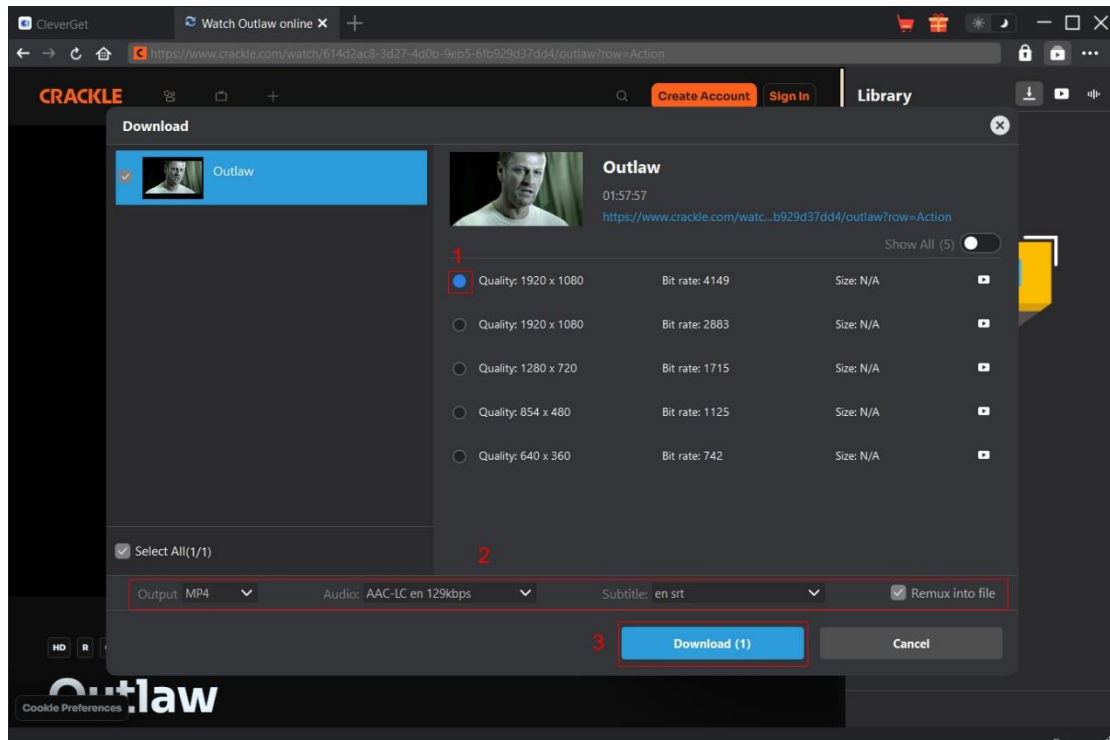 CleverGet
Watch Outlaw online
https://www.crackle.com/watch/614d2ac8-3d27-4d0b-9eb5-6fb929d37dd4/outlaw?row=Action
CRACKLE
Create Account
Sign In
Library
Download
Outlaw
Outlaw
01:57:57
https://www.crackle.com/watc...b929d37dd4/outlaw?row=Action
Show All (5)
1
Quality: 1920 x 1080 Bit rate: 4149 Size: N/A
Quality: 1920 x 1080 Bit rate: 2883 Size: N/A
Quality: 1280 x 720 Bit rate: 1715 Size: N/A
Quality: 854 x 480 Bit rate: 1125 Size: N/A
Quality: 640 x 360 Bit rate: 742 Size: N/A
Select All(1/1)
2
Output MP4 Audio: AAC-LC en 129kbps Subtitle: en srt Remux into file
3
Download (1)
Cancel
HD R
Outlaw
Cookie Preferences